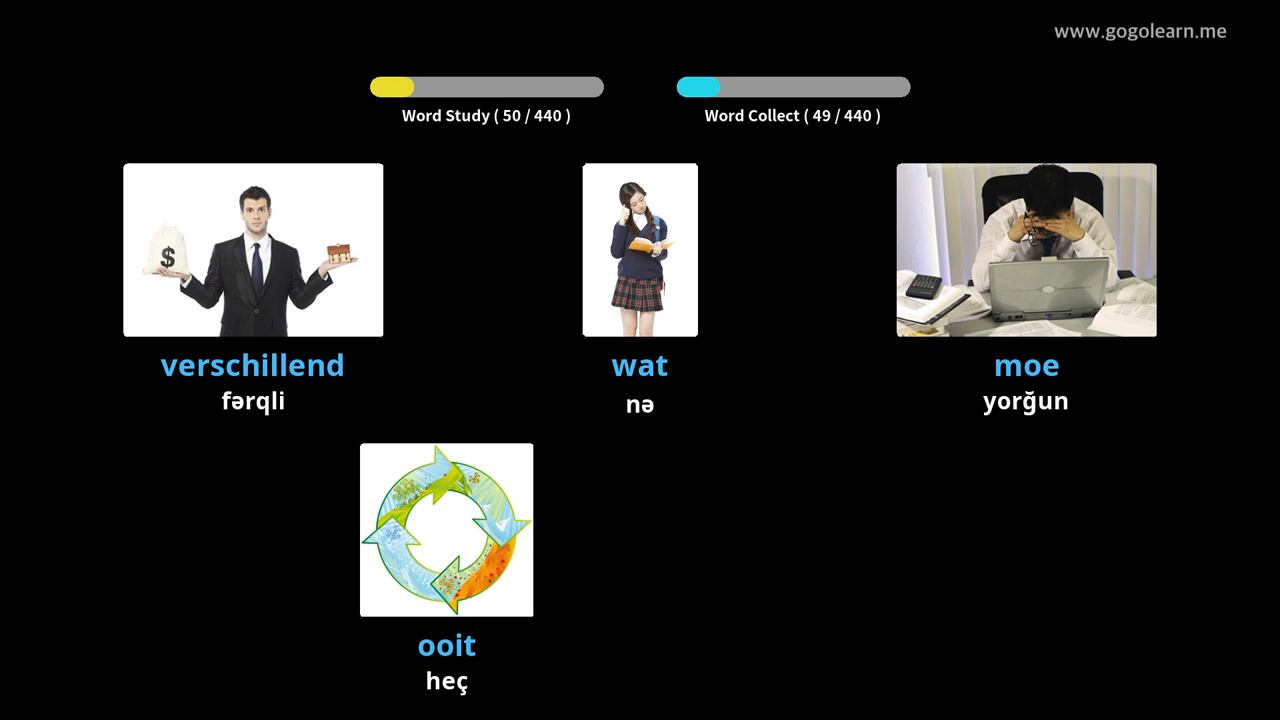 www.gogolearn.me
Word Study ( 50 / 440 )
Word Collect ( 49 / 440 )
$
verschillend
fərqli
wat
nə
moe
yorğun
ooit
heç